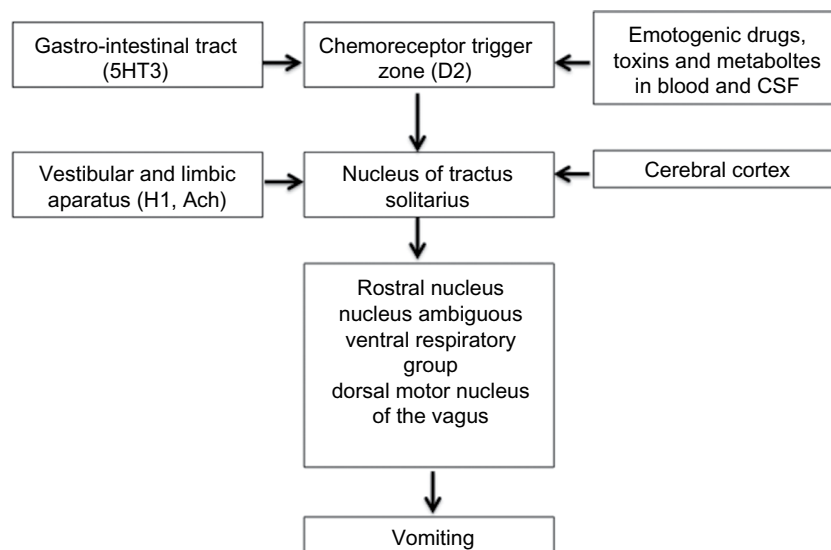 Gastro-intestinal tract
(5HT3)
Chemoreceptor trigger
zone (D2)
Emotogenic drugs,
toxins and metaboltes
in blood and CSF
Vestibular and limbic
aparatus (H1, Ach)
Nucleus of tractus
solitarius
Cerebral cortex
Rostral nucleus
nucleus ambiguous
ventral respiratory
group
dorsal motor nucleus
of the vagus
Vomiting